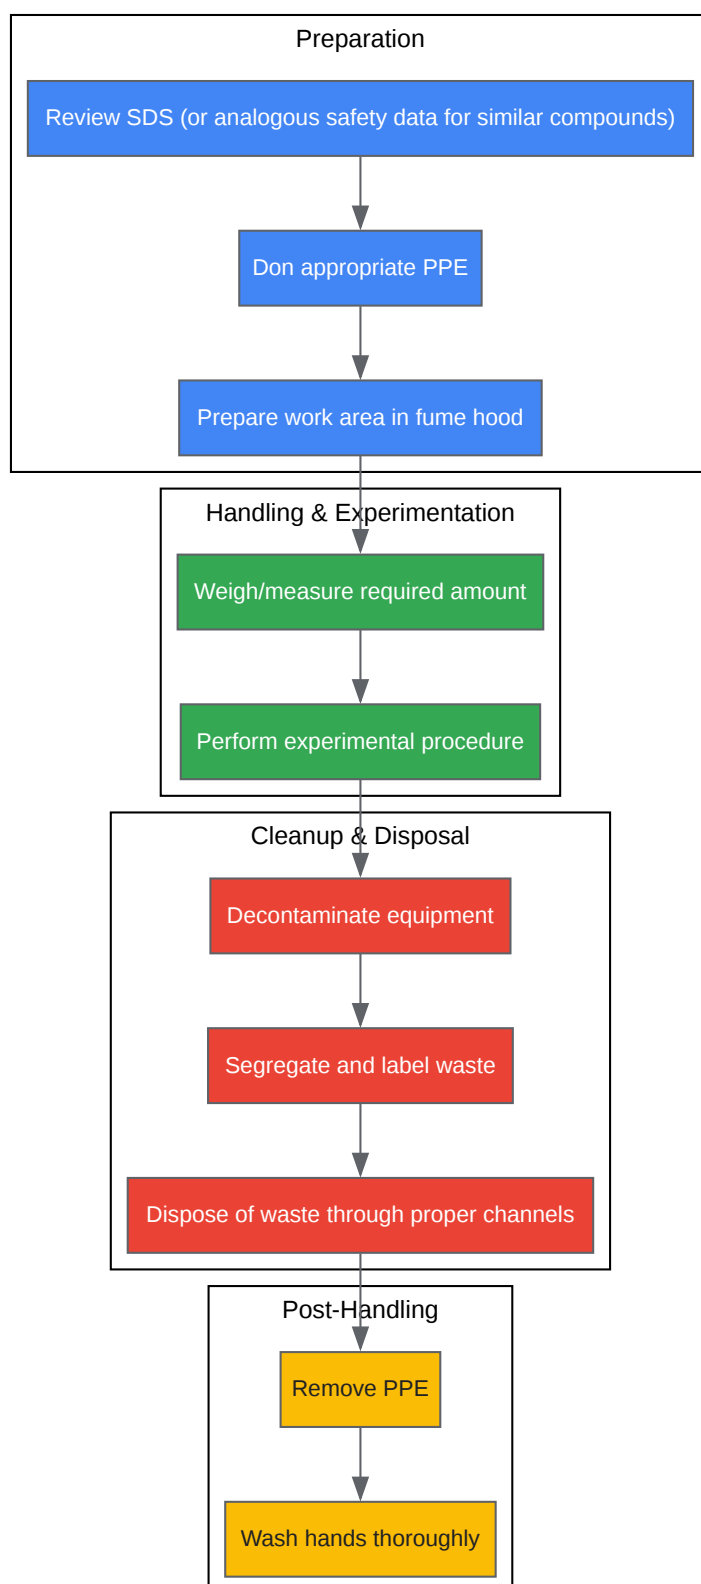 Preparation
Review SDS (or analogous safety data for similar compounds)
Don appropriate PPE
Prepare work area in fume hood
Handling & Experimentation
Weigh/measure required amount
Perform experimental procedure
Cleanup & Disposal
Decontaminate equipment
Segregate and label waste
Dispose of waste through proper channels
Post-Handling
Remove PPE
Wash hands thoroughly